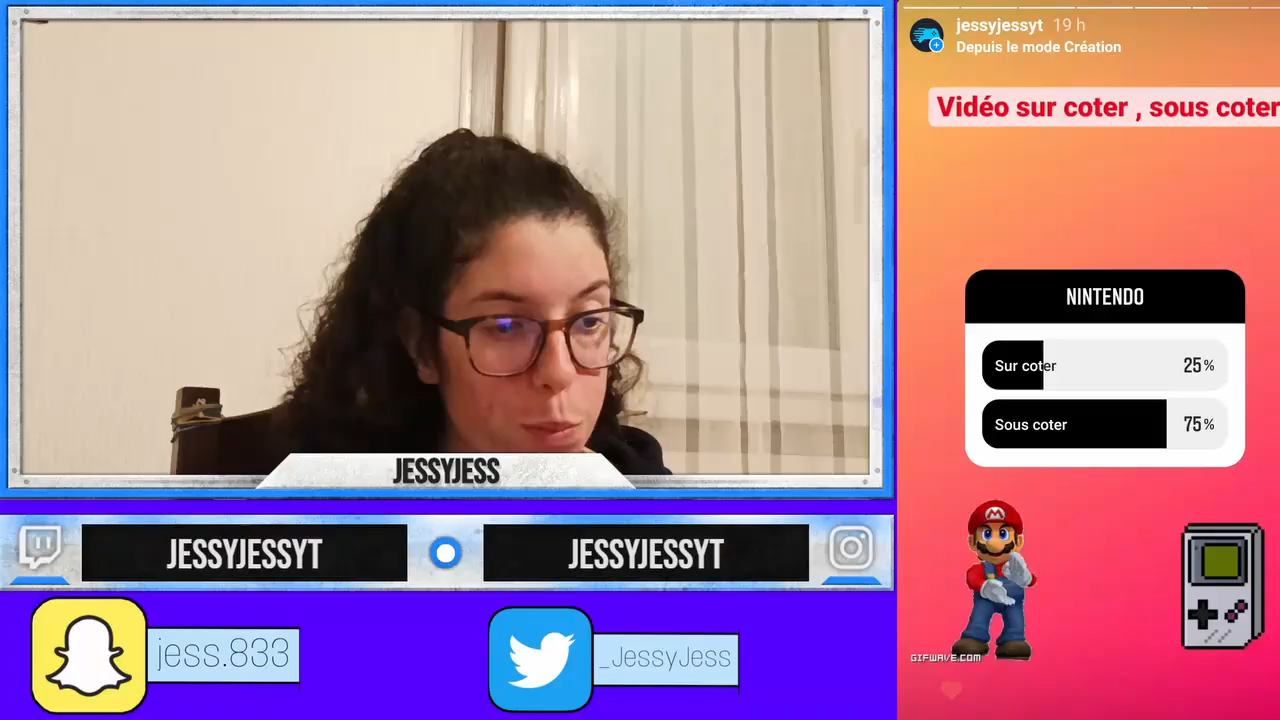 jessyjessyt 19 h
Depuis le mode Création
Vidéo sur coter , sous coter
NINTENDO
Sur coter 25%
Sous coter 75%
GIFWAVE.COM
JESSYJESS
JESSYJESSYT
JESSYJESSYT
jess.833
_JessyJess